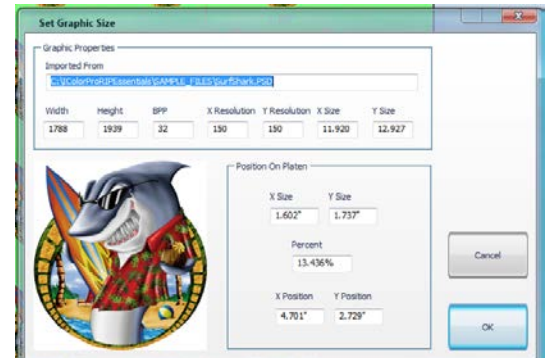 Set Graphic Size
Graphic Properties
Imported From
C:\IColorProRIPEssentials\SAMPLE_FILES\SurfShark.PSD
Width Height BPP X Resolution Y Resolution X Size Y Size
1788 1939 32 150 150 11.920 12.927
Position On Platen
X Size Y Size
1.602" 1.737"
Percent
13.436%
Cancel
X Position Y Position
4.701" 2.729"
OK